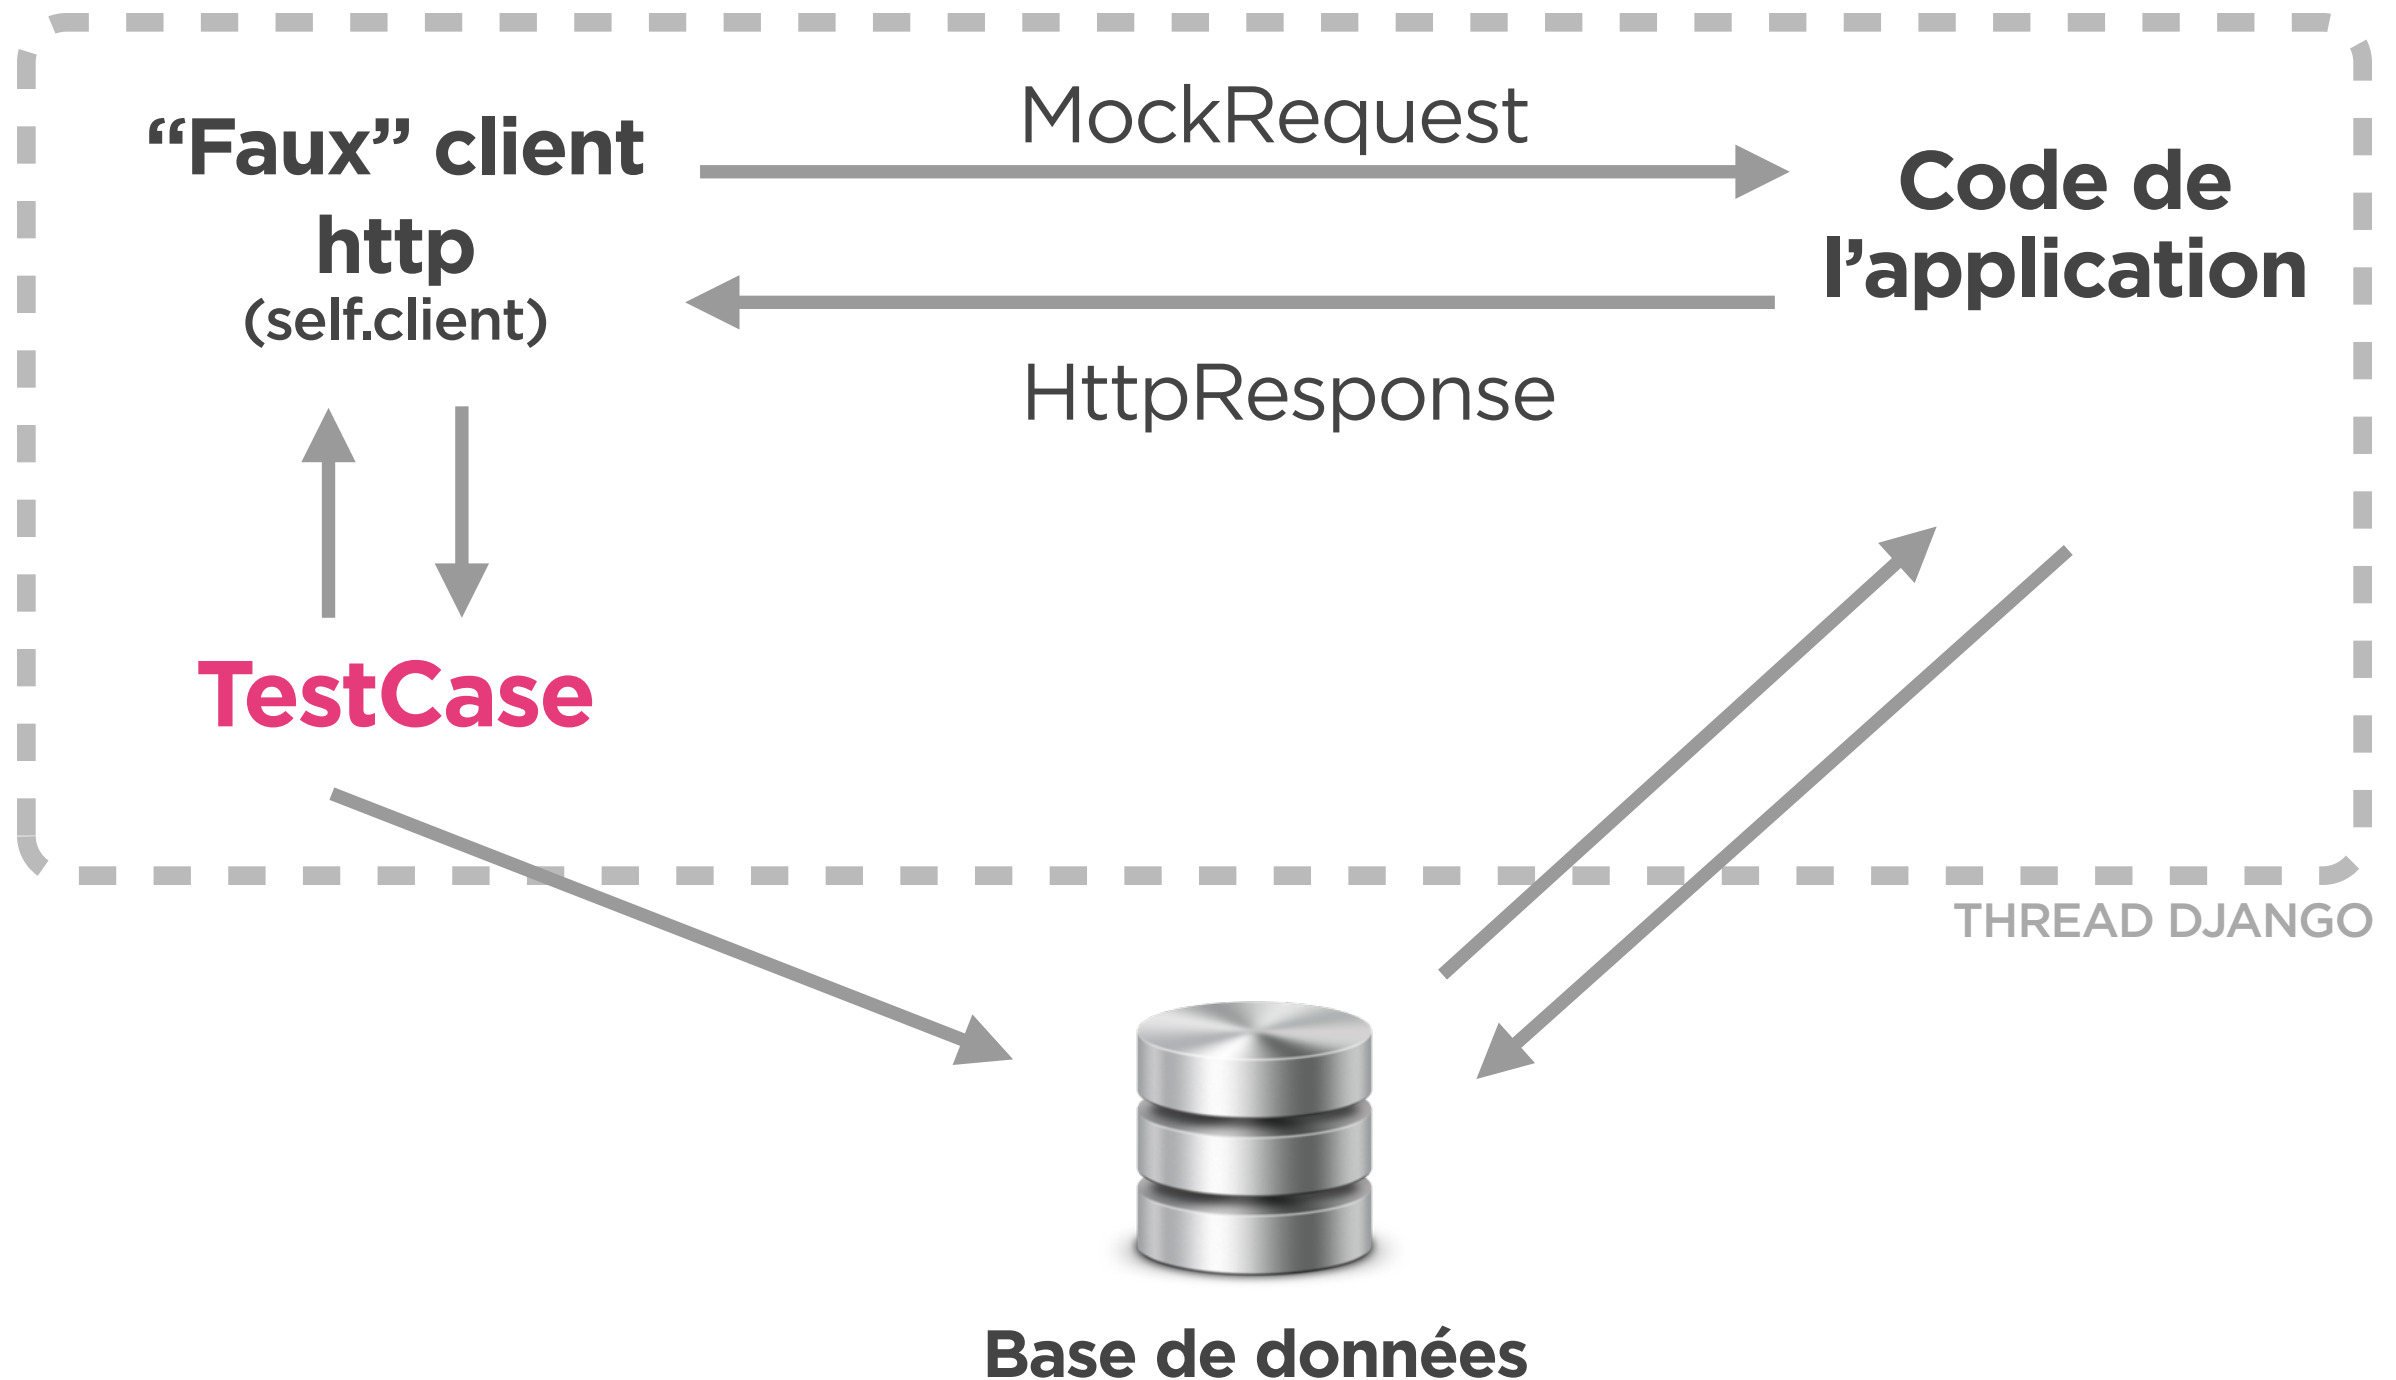 “Faux” client
http
(self.client)
MockRequest
Code de
l’application
HttpResponse
TestCase
THREAD DJANGO
Base de données